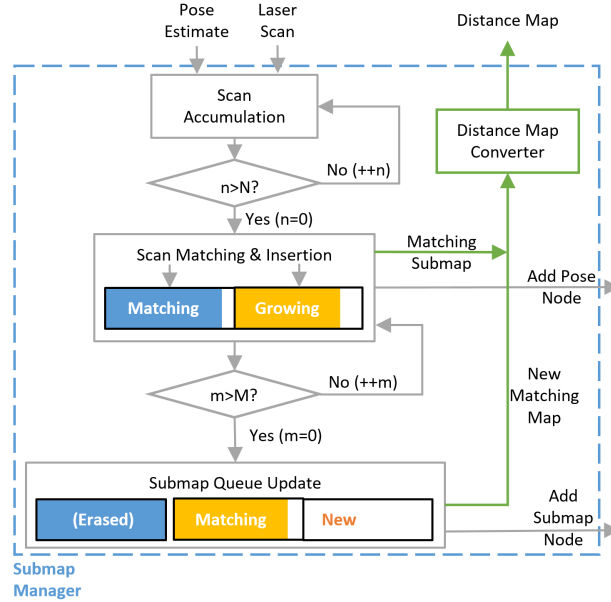 Pose
Estimate
Laser
Scan
Distance Map
Scan
Accumulation
Distance Map
Converter
n>N?
No (++n)
Yes (n=0)
Scan Matching & Insertion
Matching
Growing
Matching
Submap
Add Pose
Node
m>M?
No (++m)
New
Matching
Map
Yes (m=0)
Submap Queue Update
(Erased)
Matching
New
Add
Submap
Node
Submap
Manager